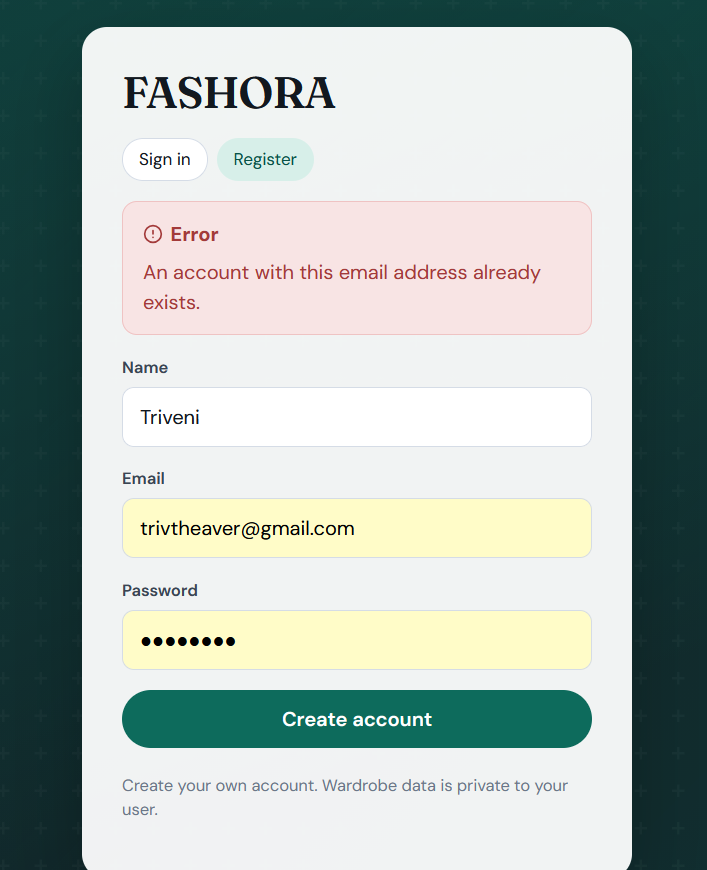 FASHORA
Sign in
Register
Error
An account with this email address already
exists.
Name
Triveni
Email
trivtheaver@gmail.com
Password
●●●●●●●●
Create account
Create your own account. Wardrobe data is private to your
user.